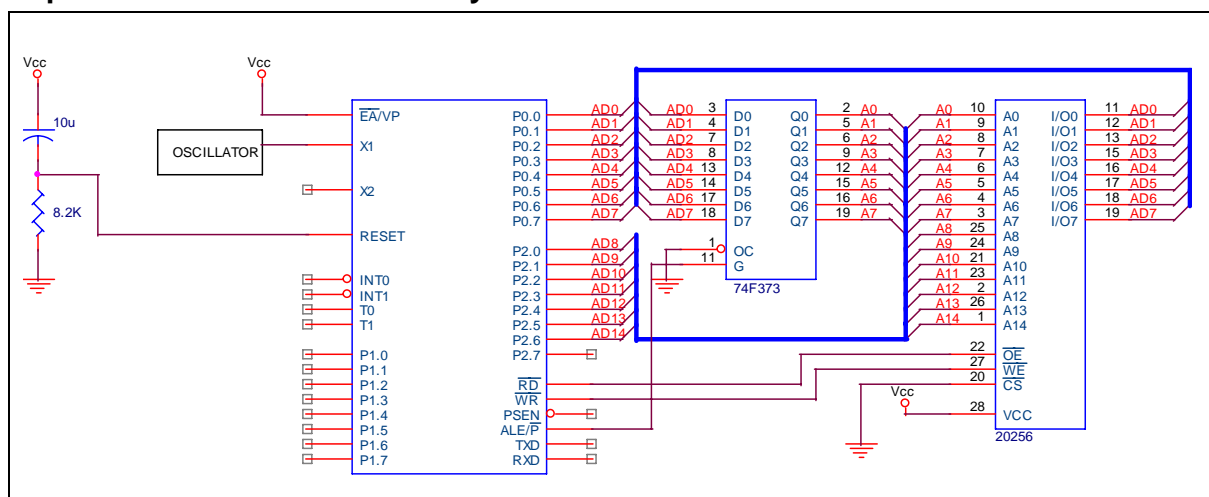 Vcc
10u
8.2K
OSCILLATOR
Vcc
EA/VP
X1
X2
RESET
INT0
INT1
T0
T1
P1.0
P1.1
P1.2
P1.3
P1.4
P1.5
P1.6
P1.7
P0.0
P0.1
P0.2
P0.3
P0.4
P0.5
P0.6
P0.7
P2.0
P2.1
P2.2
P2.3
P2.4
P2.5
P2.6
P2.7
RD
WR
PSEN
ALE/P
TXD
RXD
AD0
AD1
AD2
AD3
AD4
AD5
AD6
AD7
AD8
AD9
AD10
AD11
AD12
AD13
AD14
AD0 3 D0 Q0 2 A0
AD1 4 D1 Q1 5 A1
AD2 7 D2 Q2 6 A2
AD3 8 D3 Q3 9 A3
AD4 13 D4 Q4 12 A4
AD5 14 D5 Q5 15 A5
AD6 17 D6 Q6 16 A6
AD7 18 D7 Q7 19 A7
1 OC
11 G
74F373
A0 10 A0 I/O0 11 AD0
A1 9 A1 I/O1 12 AD1
A2 8 A2 I/O2 13 AD2
A3 7 A3 I/O3 15 AD3
A4 6 A4 I/O4 16 AD4
A5 5 A5 I/O5 17 AD5
A6 4 A6 I/O6 18 AD6
A7 3 A7 I/O7 19 AD7
A8 25 A8
A9 24 A9
A10 21 A10
A11 23 A11
A12 2 A12
A13 26 A13
A14 1 A14
22 OE
27 WE
20 CS
Vcc
28 VCC
20256